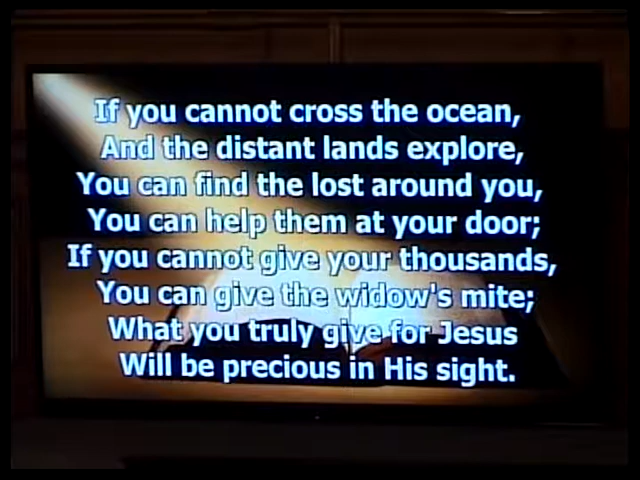 If you cannot cross the ocean,
And the distant lands explore,
You can find the lost around you,
You can help them at your door;
If you cannot give your thousands,
You can give the widow's mite;
What you truly give for Jesus
Will be precious in His sight.